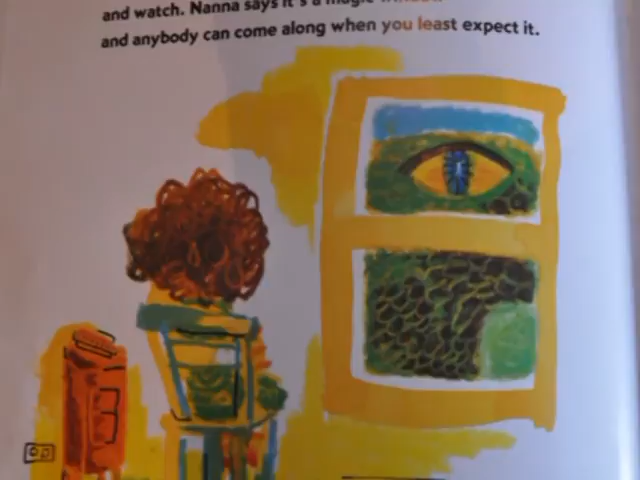 and watch. Nanna says it's a magic
and anybody can come along when you least expect it.